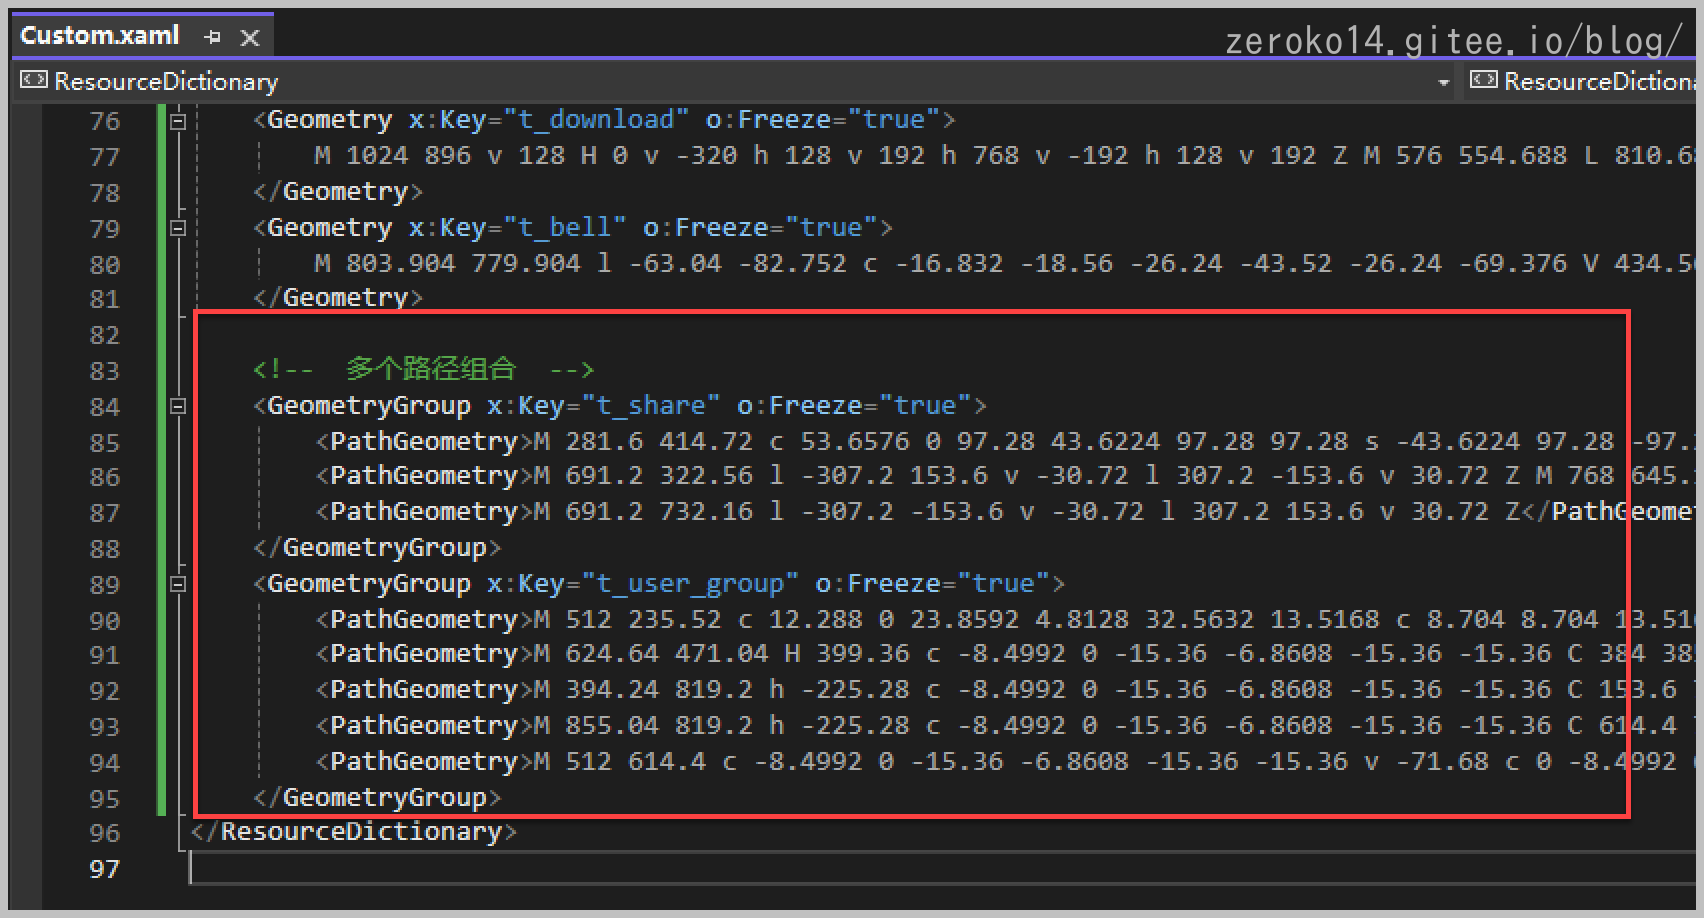 Custom.xaml
zeroko14.gitee.io/blog/
ResourceDictionary
ResourceDiction
76 <Geometry x:Key="t_download" o:Freeze="true">
77 M 1024 896 v 128 H 0 v -320 h 128 v 192 h 768 v -192 h 128 v 192 Z M 576 554.688 L 810.6
78 </Geometry>
79 <Geometry x:Key="t_bell" o:Freeze="true">
80 M 803.904 779.904 l -63.04 -82.752 c -16.832 -18.56 -26.24 -43.52 -26.24 -69.376 V 434.5
81 </Geometry>
82
83 <!-- 多个路径组合 -->
84 <GeometryGroup x:Key="t_share" o:Freeze="true">
85 <PathGeometry>M 281.6 414.72 c 53.6576 0 97.28 43.6224 97.28 97.28 s -43.6224 97.28 -97.
86 <PathGeometry>M 691.2 322.56 l -307.2 153.6 v -30.72 l 307.2 -153.6 v 30.72 Z M 768 645.
87 <PathGeometry>M 691.2 732.16 l -307.2 -153.6 v -30.72 l 307.2 153.6 v 30.72 Z</PathGeome
88 </GeometryGroup>
89 <GeometryGroup x:Key="t_user_group" o:Freeze="true">
90 <PathGeometry>M 512 235.52 c 12.288 0 23.8592 4.8128 32.5632 13.5168 c 8.704 8.704 13.51
91 <PathGeometry>M 624.64 471.04 H 399.36 c -8.4992 0 -15.36 -6.8608 -15.36 -15.36 C 384 38
92 <PathGeometry>M 394.24 819.2 h -225.28 c -8.4992 0 -15.36 -6.8608 -15.36 -15.36 C 153.6
93 <PathGeometry>M 855.04 819.2 h -225.28 c -8.4992 0 -15.36 -6.8608 -15.36 -15.36 C 614.4
94 <PathGeometry>M 512 614.4 c -8.4992 0 -15.36 -6.8608 -15.36 -15.36 v -71.68 c 0 -8.4992
95 </GeometryGroup>
96 </ResourceDictionary>
97